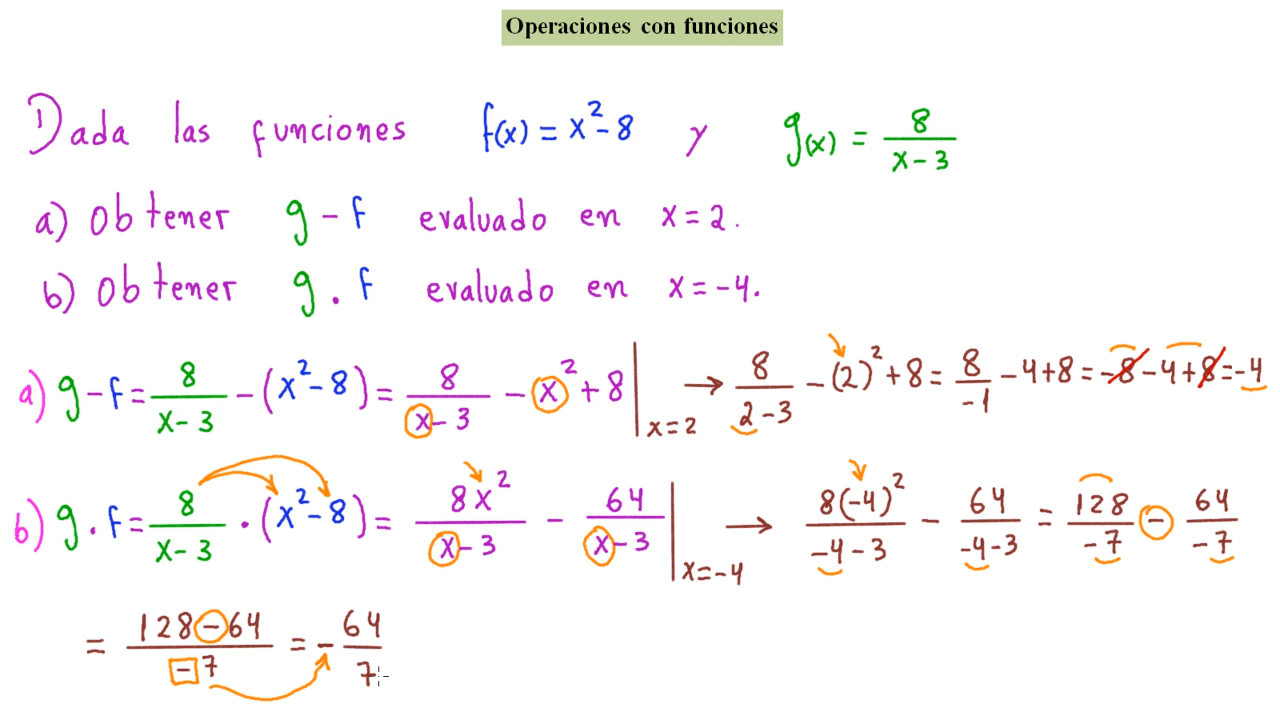 Operaciones con funciones
Dada las funciones f(x) = x² - 8 y g(x) = 8/(x - 3)
a) Obtener g - f evaluado en x = 2.
b) Obtener g . f evaluado en x = -4.
a) g - f = 8/(x - 3) - (x² - 8) = 8/(x - 3) - x² + 8 | x = 2 → 8/(2 - 3) - (2)² + 8 = 8/-1 - 4 + 8 = -8 - 4 + 8 = -4
b) g · f = 8/(x - 3) · (x² - 8) = 8x²/(x - 3) - 64/(x - 3) | x = -4 → 8(-4)²/(-4 - 3) - 64/(-4 - 3) = 128/-7 - 64/-7
= (128 - 64)/-7 = - 64/7